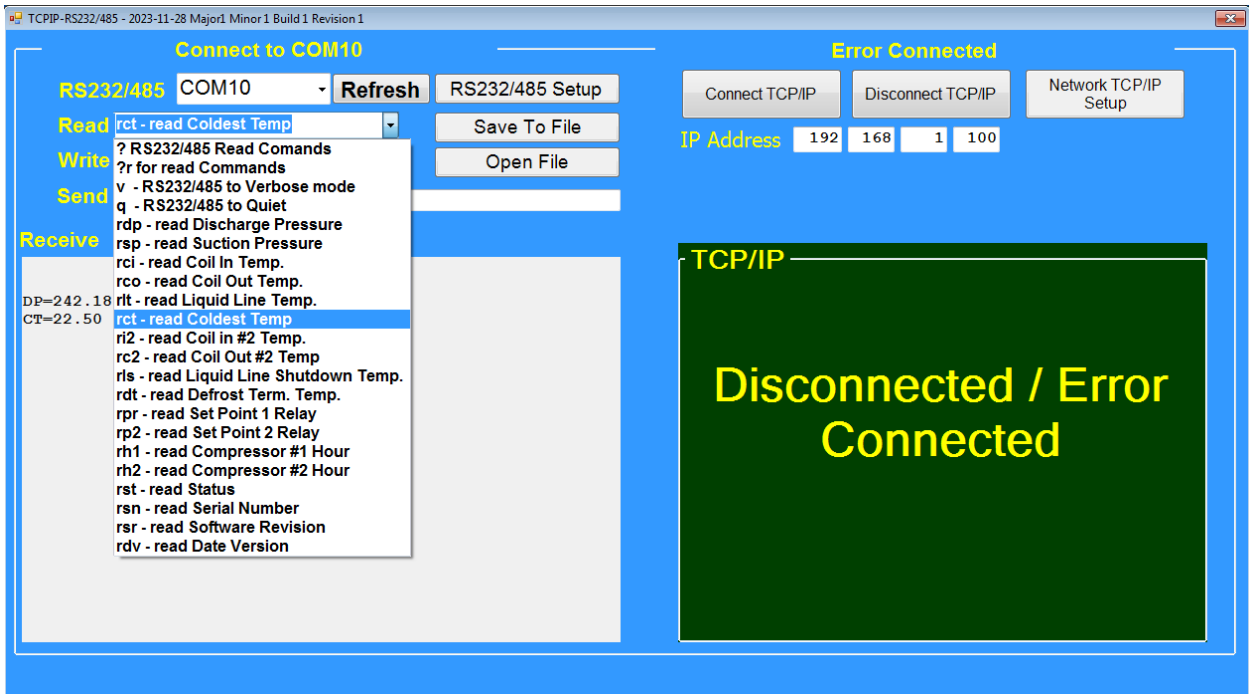 TCPIP-RS232/485 - 2023-11-28 Major1 Minor 1 Build 1 Revision 1
Connect to COM10
RS232/485 COM10 Refresh RS232/485 Setup
Read rct - read Coldest Temp Save To File
Write Open File
Send
? RS232/485 Read Comands
?r for read Commands
v - RS232/485 to Verbose mode
q - RS232/485 to Quiet
rdp - read Discharge Pressure
rsp - read Suction Pressure
rci - read Coil In Temp.
rco - read Coil Out Temp.
rlt - read Liquid Line Temp.
rct - read Coldest Temp
ri2 - read Coil in #2 Temp.
rc2 - read Coil Out #2 Temp
rls - read Liquid Line Shutdown Temp.
rdt - read Defrost Term. Temp.
rpr - read Set Point 1 Relay
rp2 - read Set Point 2 Relay
rh1 - read Compressor #1 Hour
rh2 - read Compressor #2 Hour
rst - read Status
rsn - read Serial Number
rsr - read Software Revision
rdv - read Date Version
Receive
DP=242.18
CT=22.50
Error Connected
Connect TCP/IP Disconnect TCP/IP Network TCP/IP
Setup
IP Address 192 168 1 100
TCP/IP
Disconnected / Error
Connected